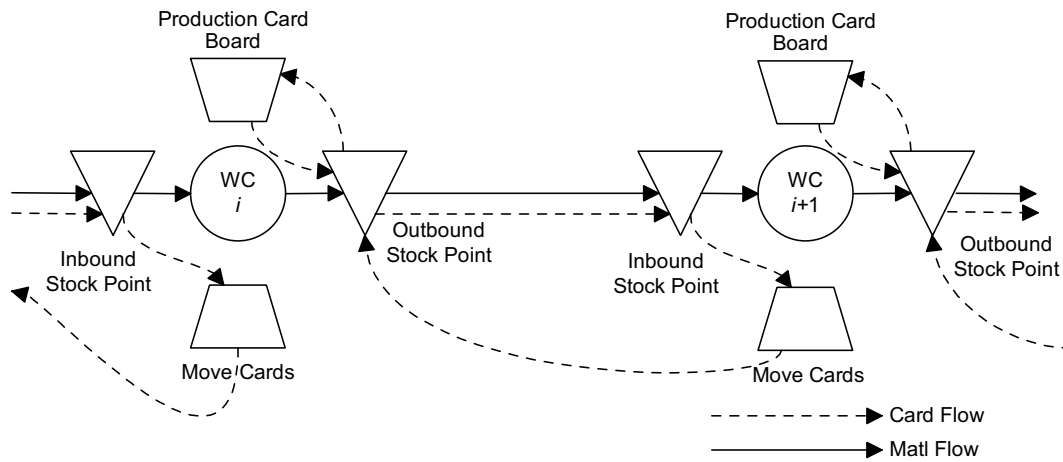 Production Card
Board
Production Card
Board
WC
i
WC
i+1
Inbound
Stock Point
Outbound
Stock Point
Inbound
Stock Point
Outbound
Stock Point
Move Cards
Move Cards
Card Flow
Matl Flow